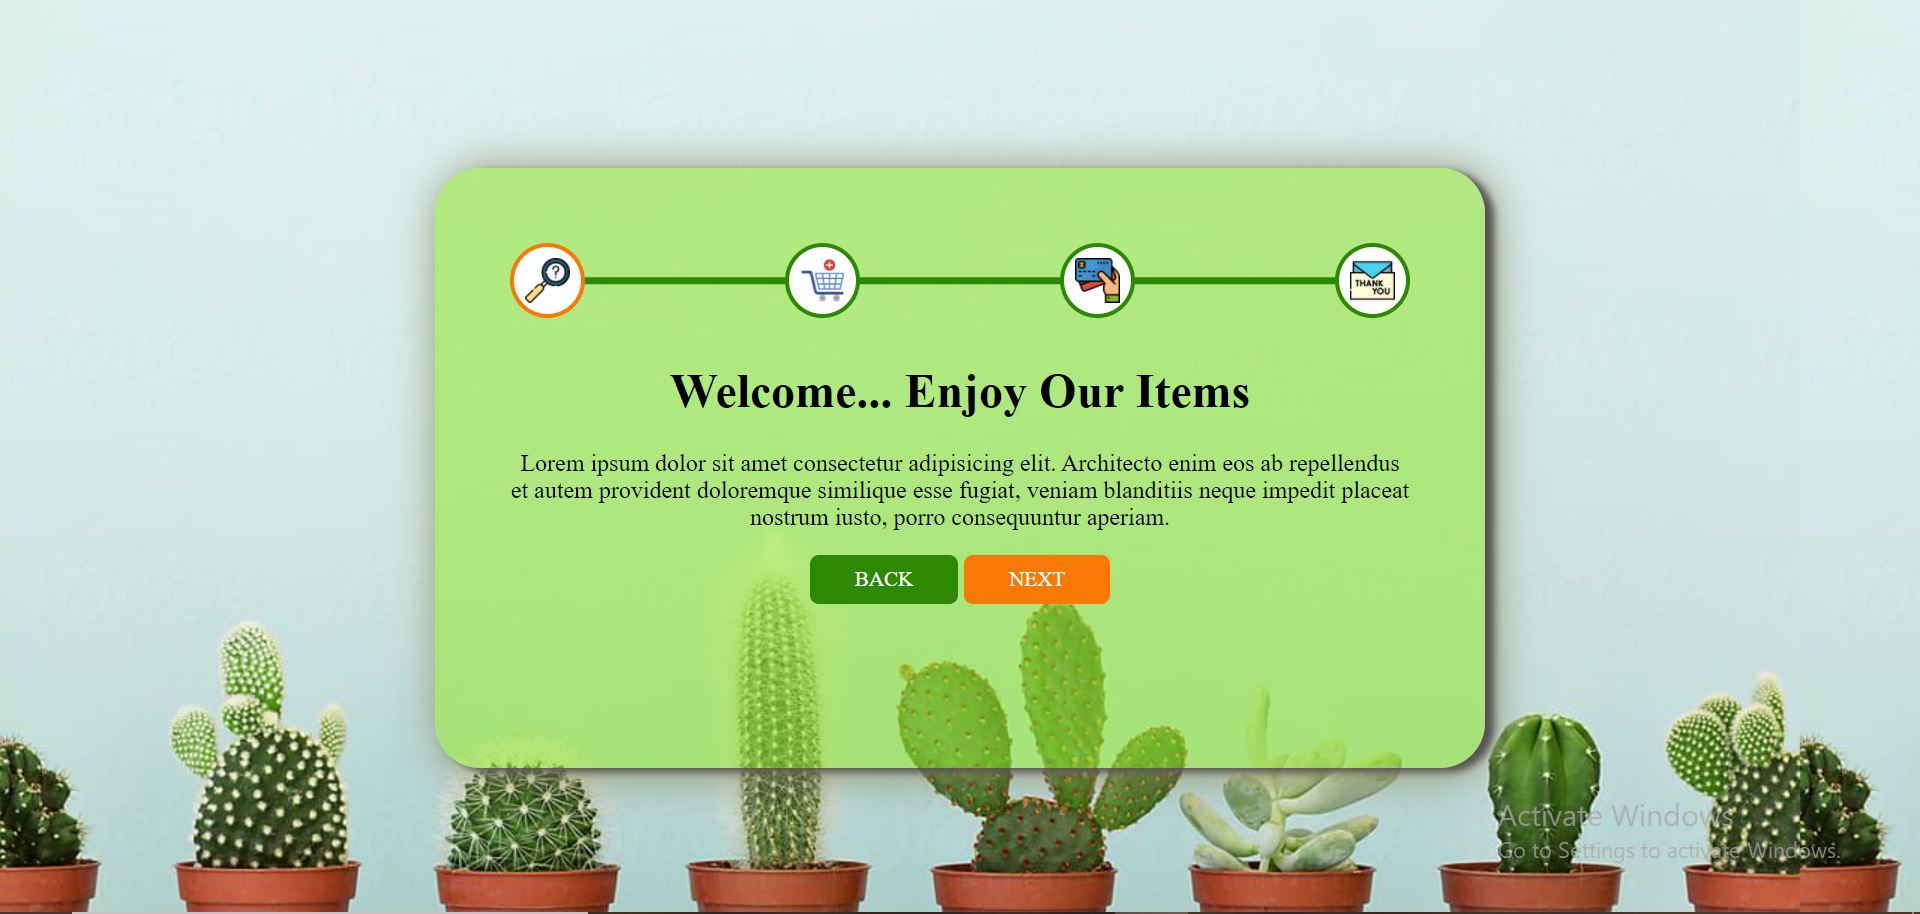 THANK
YOU
Welcome... Enjoy Our Items
Lorem ipsum dolor sit amet consectetur adipisicing elit. Architecto enim eos ab repellendus
et autem provident doloremque similique esse fugiat, veniam blanditiis neque impedit placeat
nostrum iusto, porro consequuntur aperiam.
BACK
NEXT
Activate Windows
Go to Settings to activate Windows.